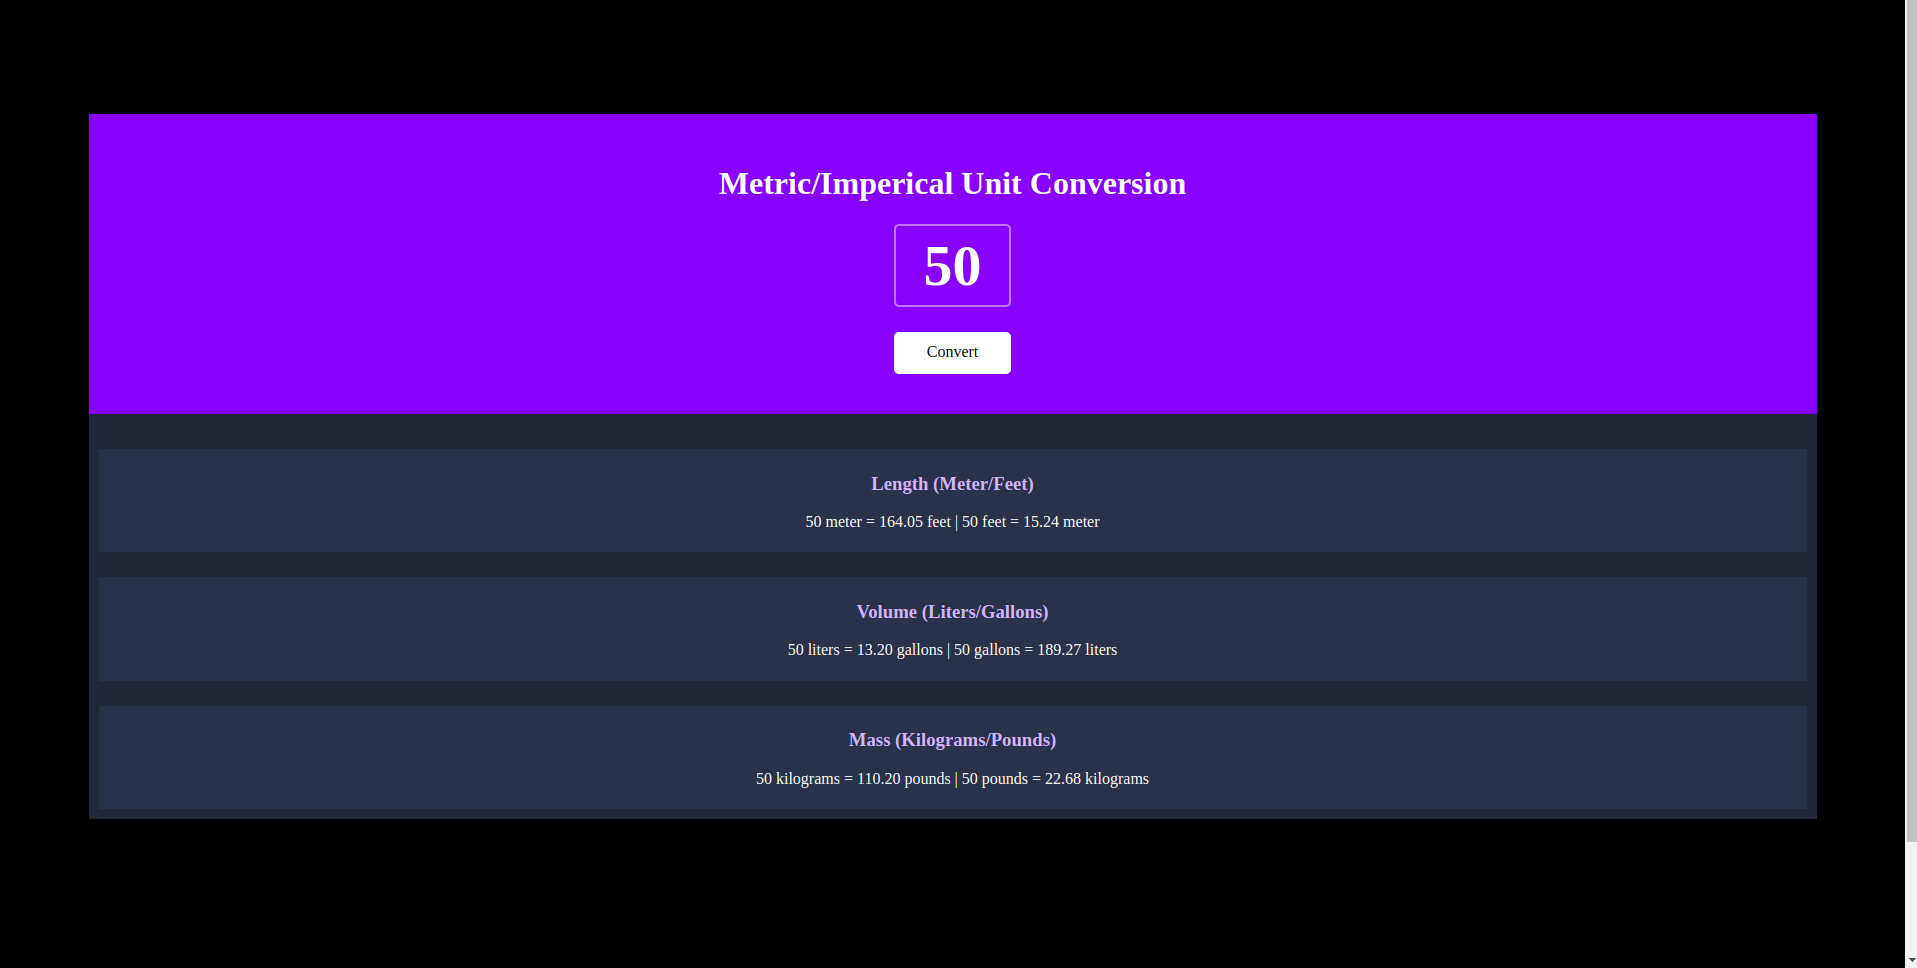 Metric/Imperical Unit Conversion
50
Convert
Length (Meter/Feet)
50 meter = 164.05 feet | 50 feet = 15.24 meter
Volume (Liters/Gallons)
50 liters = 13.20 gallons | 50 gallons = 189.27 liters
Mass (Kilograms/Pounds)
50 kilograms = 110.20 pounds | 50 pounds = 22.68 kilograms